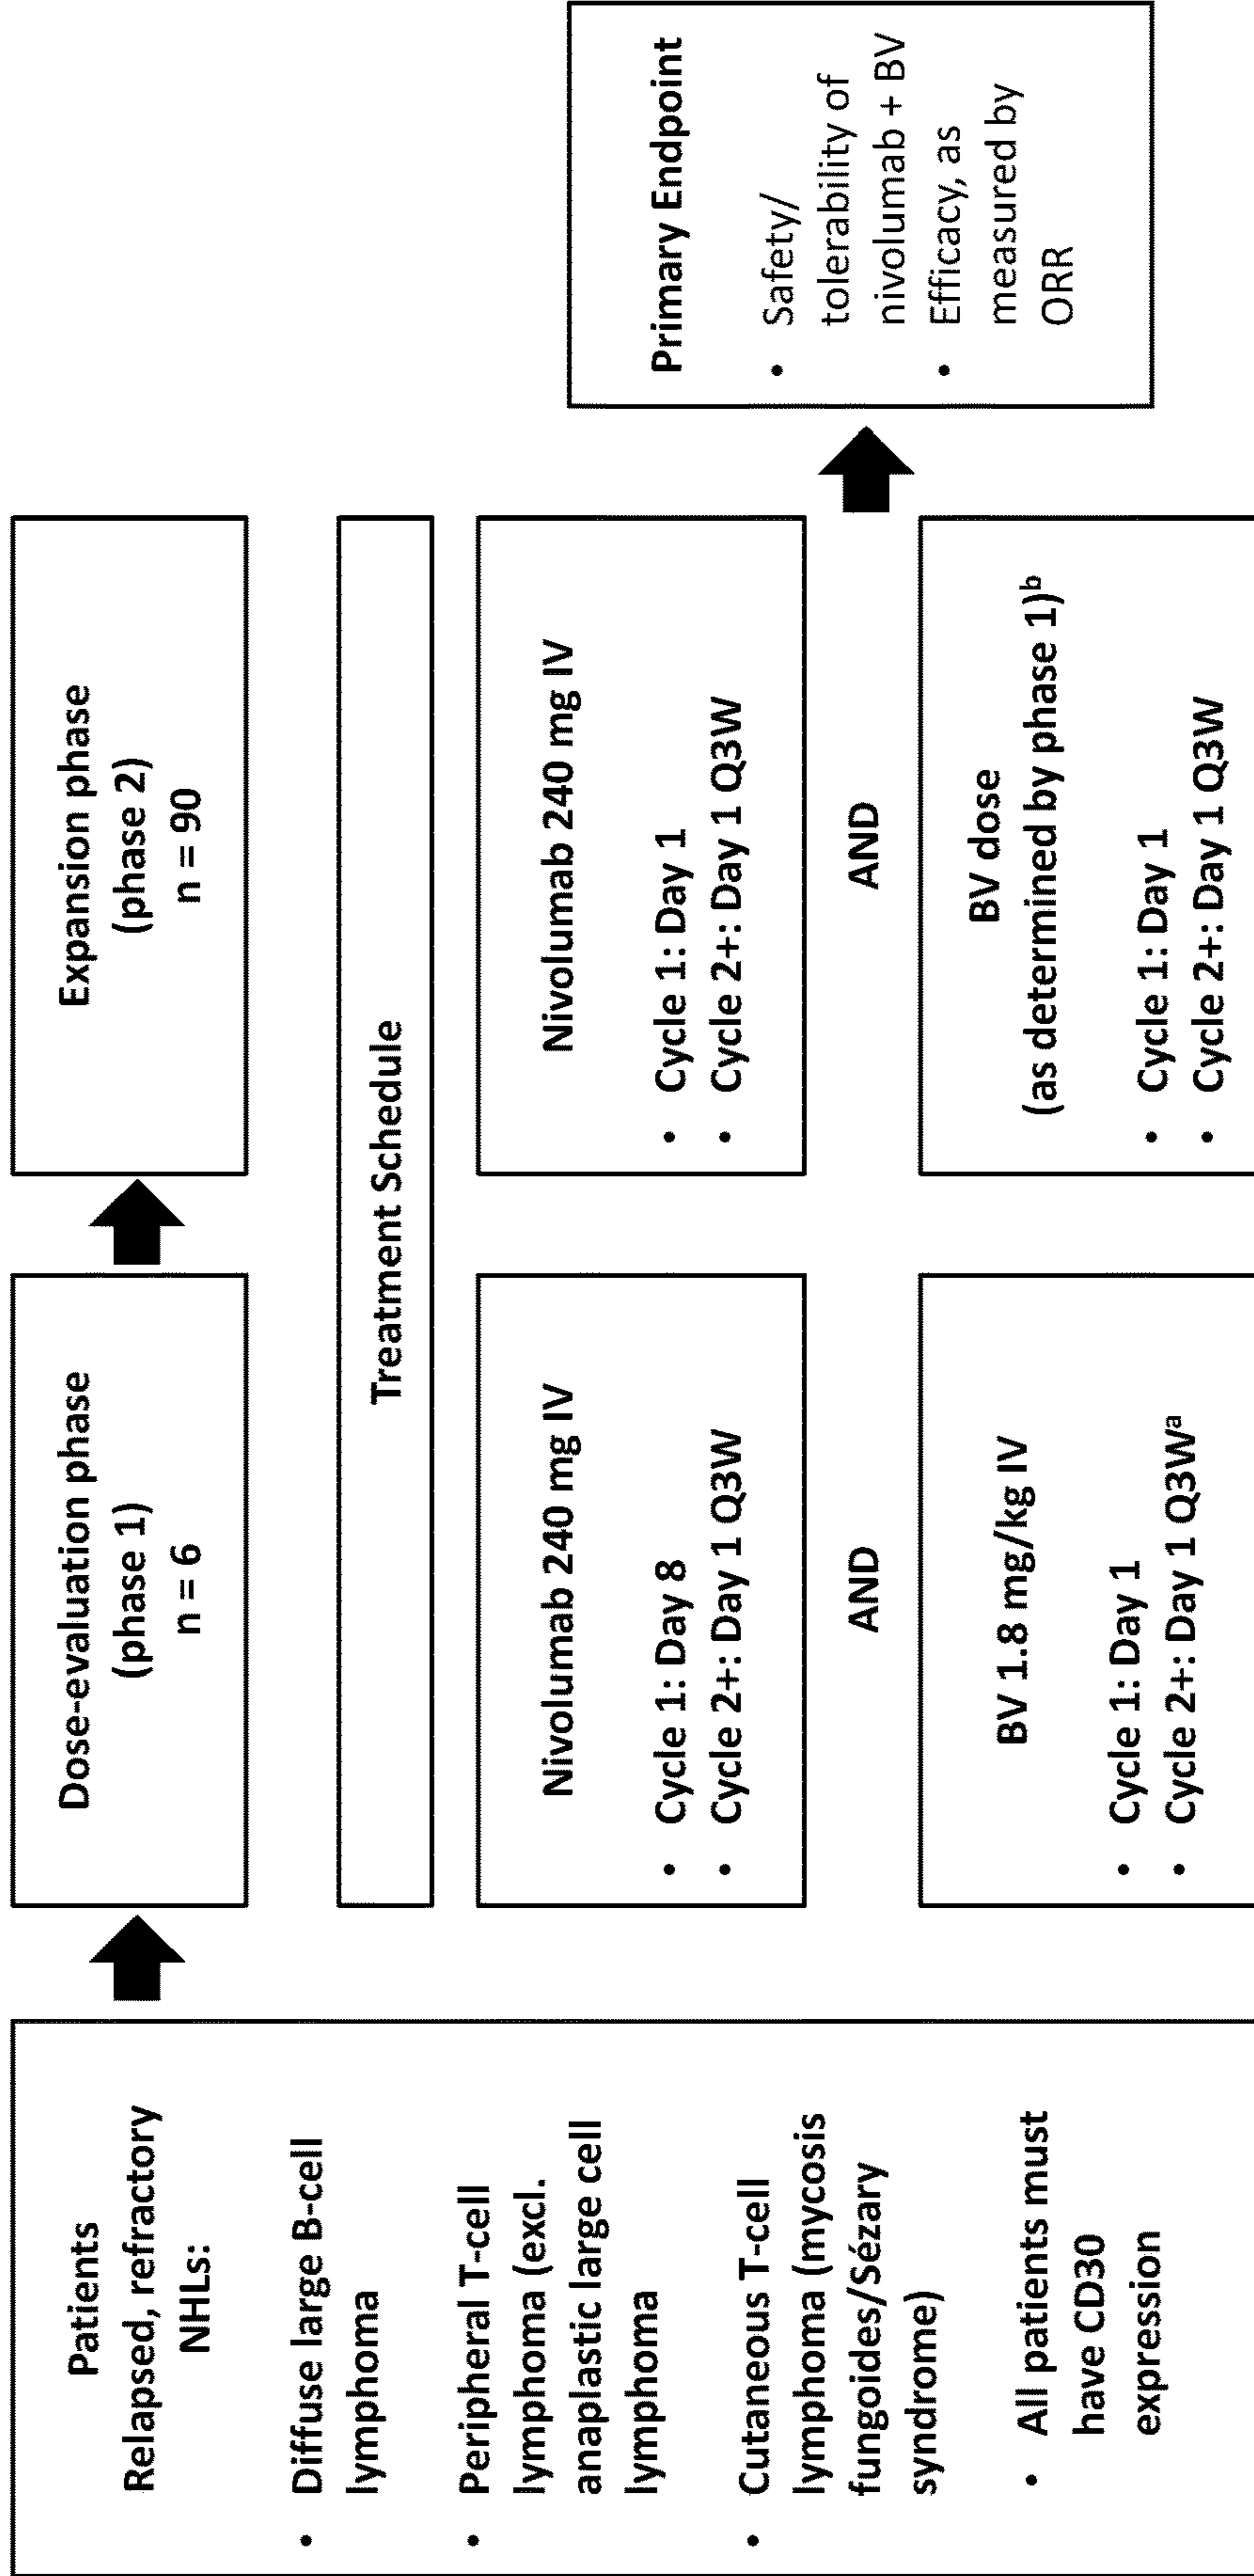 Patients
Relapsed, refractory
NHLs:
• Diffuse large B-cell
lymphoma
• Peripheral T-cell
lymphoma (excl.
anaplastic large cell
lymphoma
• Cutaneous T-cell
lymphoma (mycosis
fungoides/Sézary
syndrome)
• All patients must
have CD30
expression
Dose-evaluation phase
(phase 1)
n = 6
Expansion phase
(phase 2)
n = 90
Treatment Schedule
Nivolumab 240 mg IV
• Cycle 1: Day 8
• Cycle 2+: Day 1 Q3W
AND
BV 1.8 mg/kg IV
• Cycle 1: Day 1
• Cycle 2+: Day 1 Q3Wᵃ
Nivolumab 240 mg IV
• Cycle 1: Day 1
• Cycle 2+: Day 1 Q3W
AND
BV dose
(as determined by phase 1)ᵇ
• Cycle 1: Day 1
• Cycle 2+: Day 1 Q3W
Primary Endpoint
• Safety/
tolerability of
nivolumab + BV
• Efficacy, as
measured by
ORR